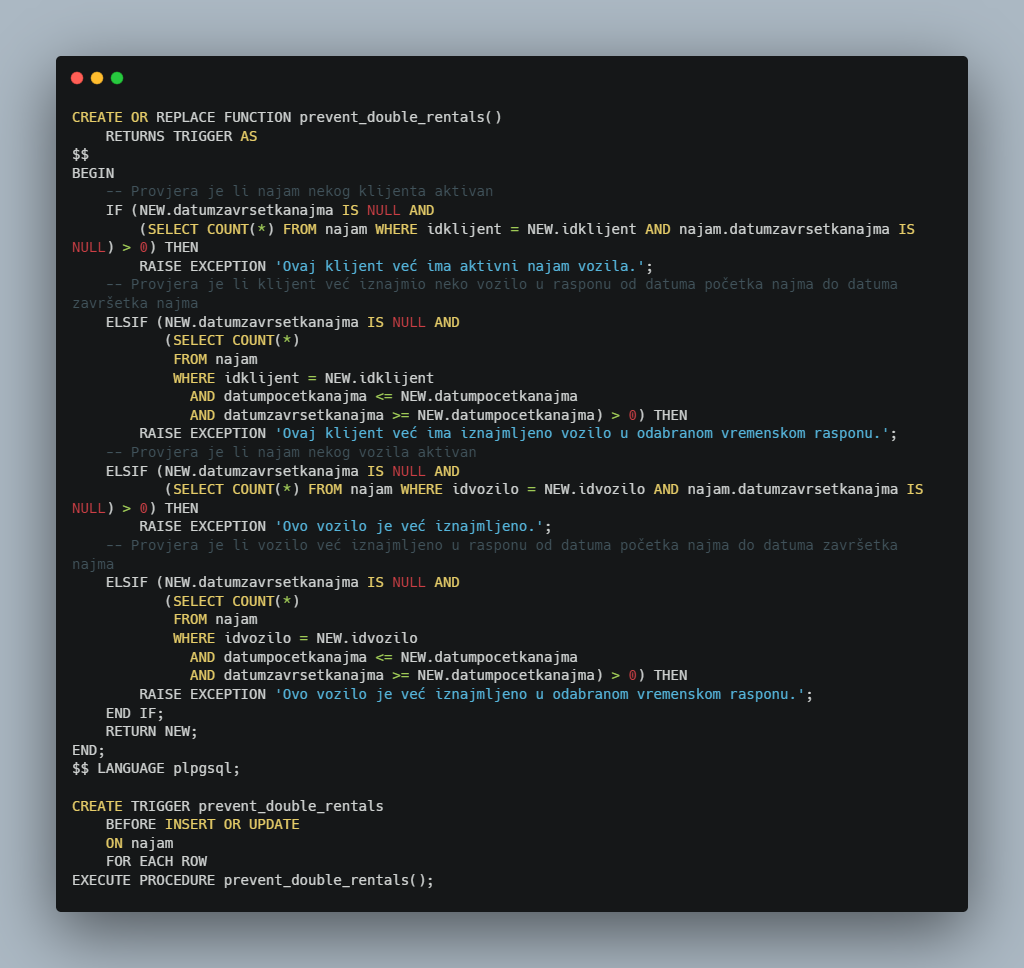 CREATE OR REPLACE FUNCTION prevent_double_rentals()
    RETURNS TRIGGER AS
$$
BEGIN
    -- Provjera je li najam nekog klijenta aktivan
    IF (NEW.datumzavrsetkanajma IS NULL AND
        (SELECT COUNT(*) FROM najam WHERE idklijent = NEW.idklijent AND najam.datumzavrsetkanajma IS
NULL) > 0) THEN
        RAISE EXCEPTION 'Ovaj klijent već ima aktivni najam vozila.';
    -- Provjera je li klijent već iznajmio neko vozilo u rasponu od datuma početka najma do datuma
završetka najma
    ELSIF (NEW.datumzavrsetkanajma IS NULL AND
           (SELECT COUNT(*)
            FROM najam
            WHERE idklijent = NEW.idklijent
              AND datumpocetkanajma <= NEW.datumpocetkanajma
              AND datumzavrsetkanajma >= NEW.datumpocetkanajma) > 0) THEN
        RAISE EXCEPTION 'Ovaj klijent već ima iznajmljeno vozilo u odabranom vremenskom rasponu.';
    -- Provjera je li najam nekog vozila aktivan
    ELSIF (NEW.datumzavrsetkanajma IS NULL AND
           (SELECT COUNT(*) FROM najam WHERE idvozilo = NEW.idvozilo AND najam.datumzavrsetkanajma IS
NULL) > 0) THEN
        RAISE EXCEPTION 'Ovo vozilo je već iznajmljeno.';
    -- Provjera je li vozilo već iznajmljeno u rasponu od datuma početka najma do datuma završetka
najma
    ELSIF (NEW.datumzavrsetkanajma IS NULL AND
           (SELECT COUNT(*)
            FROM najam
            WHERE idvozilo = NEW.idvozilo
              AND datumpocetkanajma <= NEW.datumpocetkanajma
              AND datumzavrsetkanajma >= NEW.datumpocetkanajma) > 0) THEN
        RAISE EXCEPTION 'Ovo vozilo je već iznajmljeno u odabranom vremenskom rasponu.';
    END IF;
    RETURN NEW;
END;
$$ LANGUAGE plpgsql;

CREATE TRIGGER prevent_double_rentals
    BEFORE INSERT OR UPDATE
    ON najam
    FOR EACH ROW
EXECUTE PROCEDURE prevent_double_rentals();